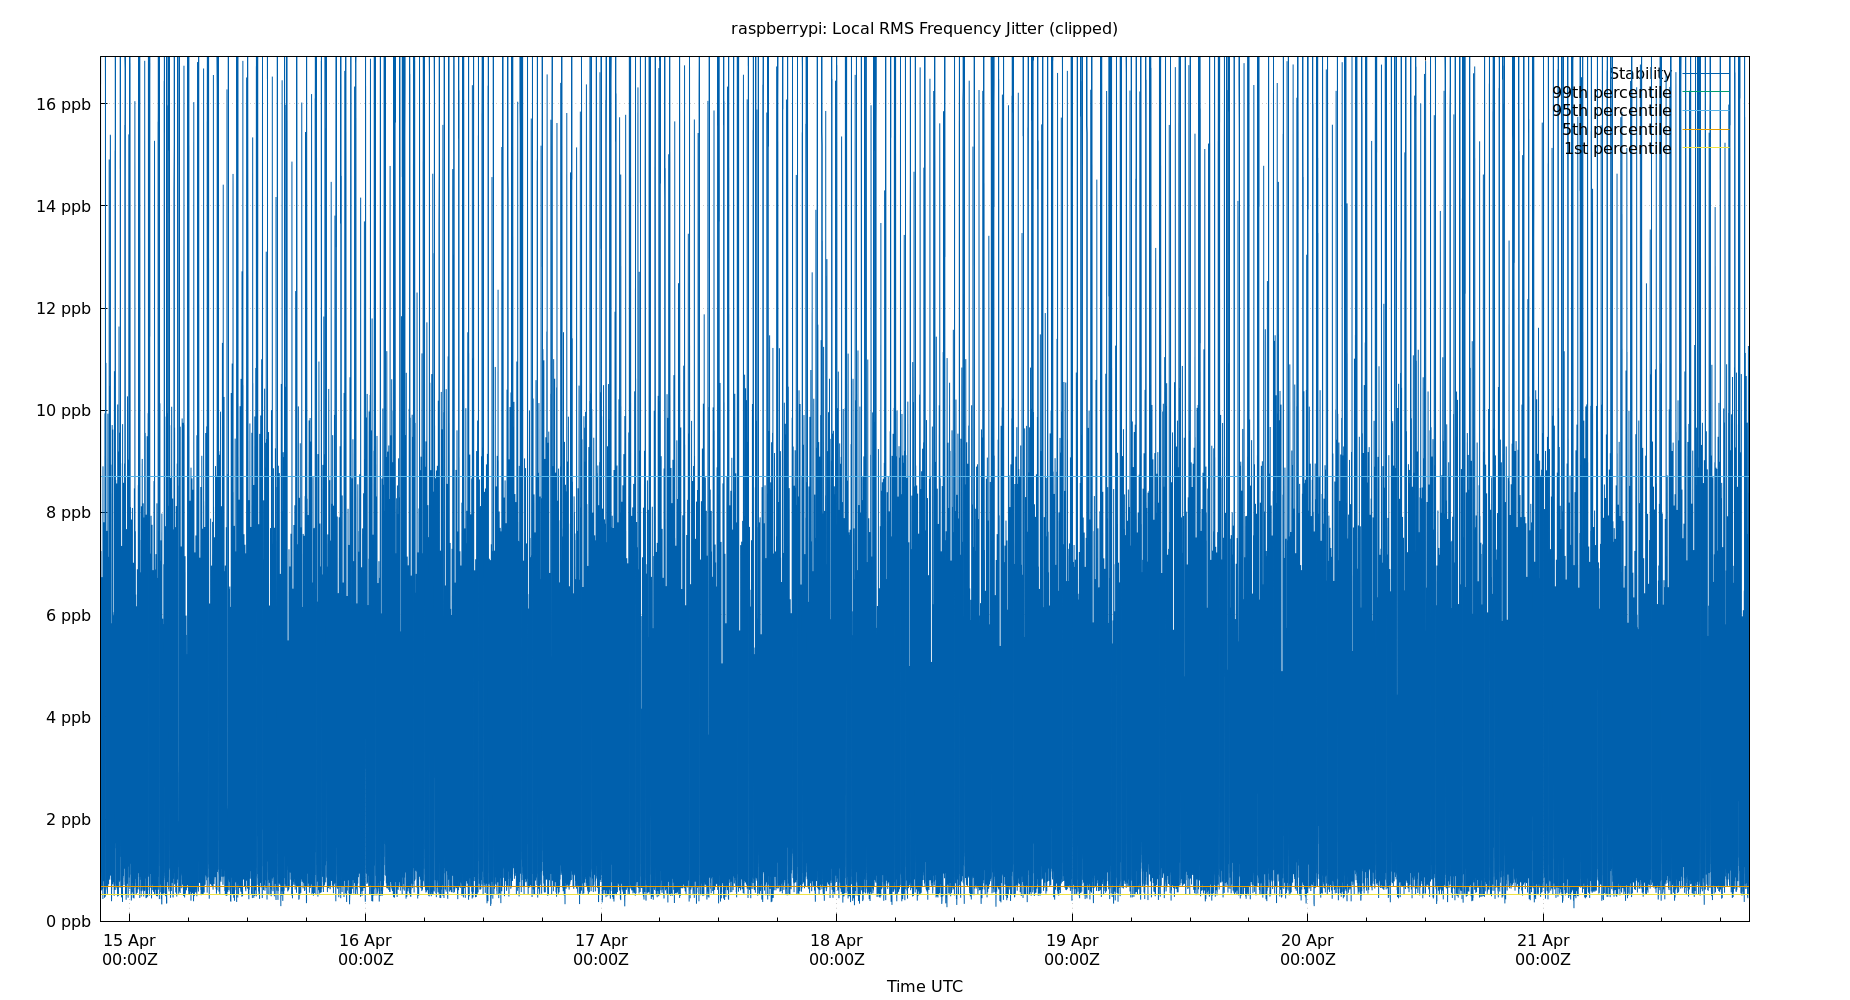 raspberrypi: Local RMS Frequency Jitter (clipped)
16 ppb
14 ppb
12 ppb
10 ppb
8 ppb
6 ppb
4 ppb
2 ppb
0 ppb
Stability
99th percentile
95th percentile
5th percentile
1st percentile
15 Apr
00:00Z
16 Apr
00:00Z
17 Apr
00:00Z
18 Apr
00:00Z
19 Apr
00:00Z
20 Apr
00:00Z
21 Apr
00:00Z
Time UTC